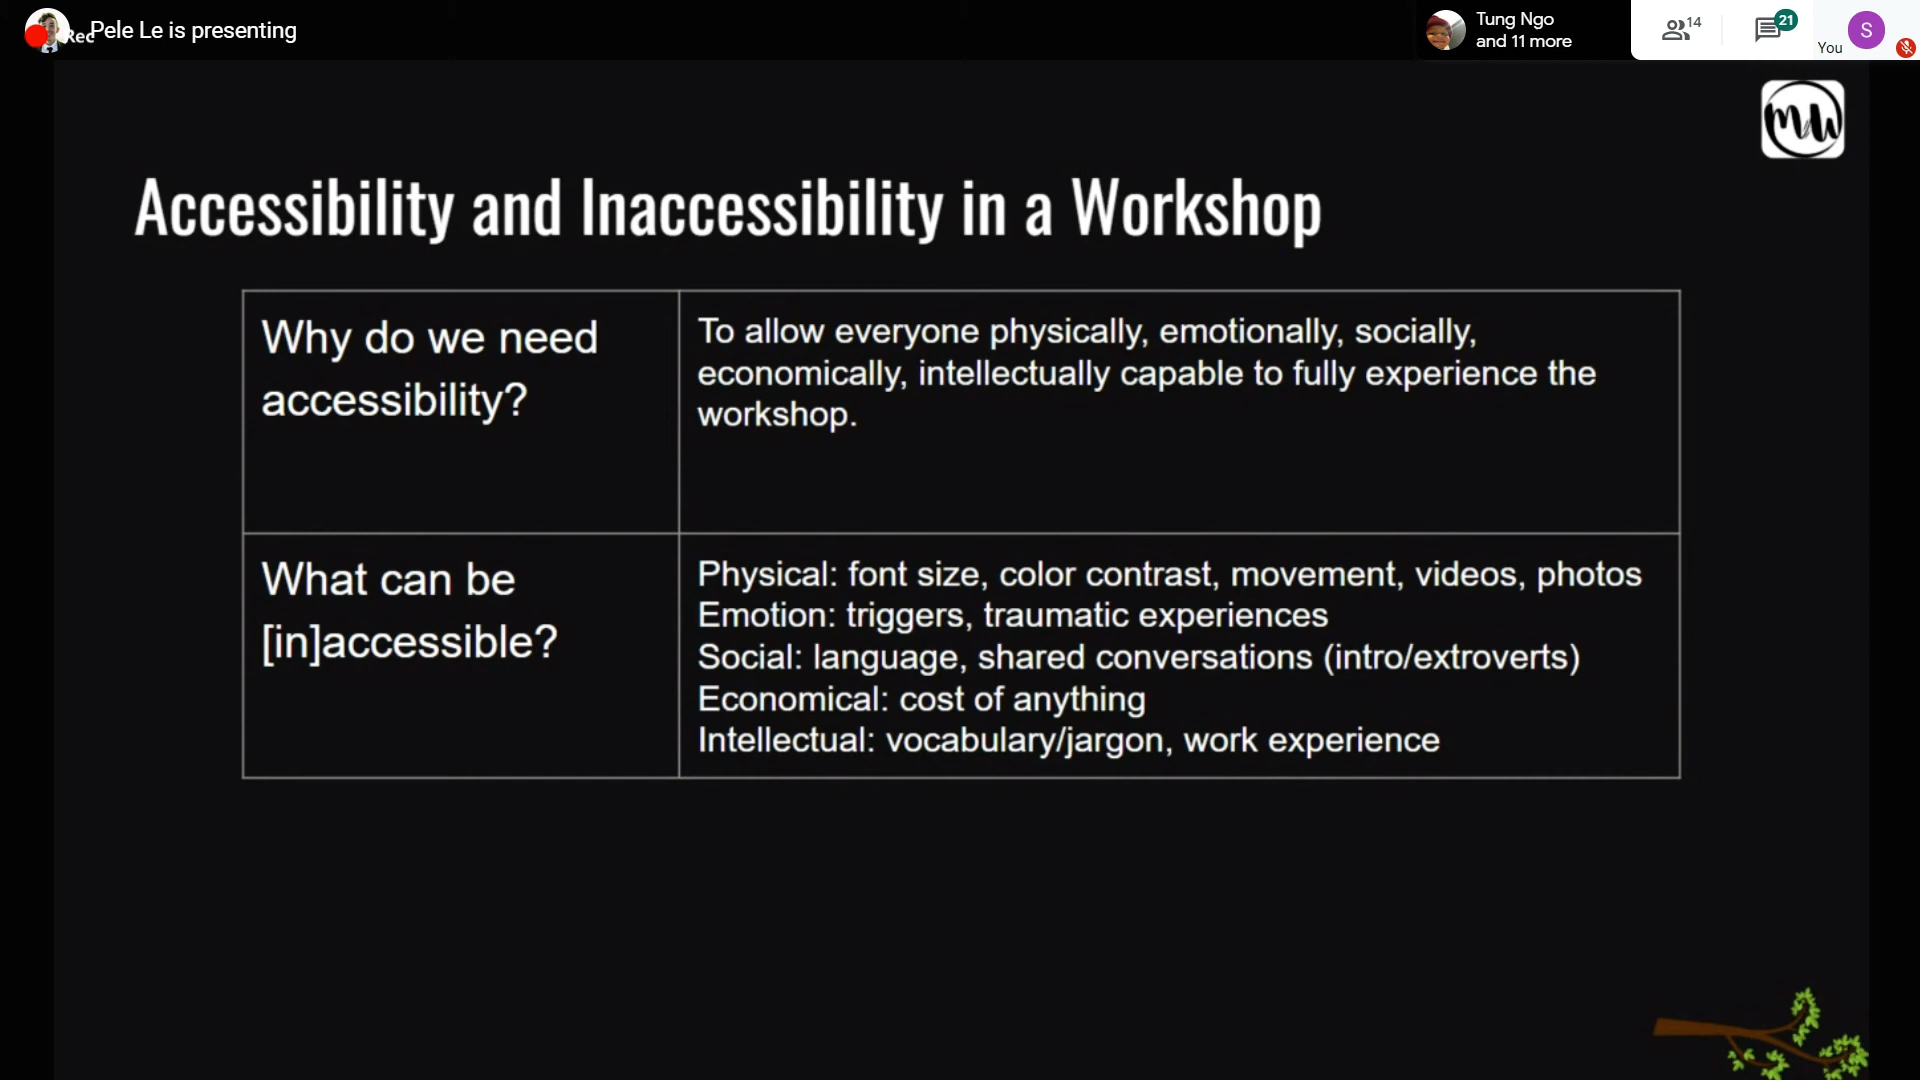 Rec
Pele Le is presenting
Tung Ngo
and 11 more
14
21
You
S
MW
Accessibility and Inaccessibility in a Workshop
Why do we need
accessibility?
To allow everyone physically, emotionally, socially,
economically, intellectually capable to fully experience the
workshop.
What can be
[in]accessible?
Physical: font size, color contrast, movement, videos, photos
Emotion: triggers, traumatic experiences
Social: language, shared conversations (intro/extroverts)
Economical: cost of anything
Intellectual: vocabulary/jargon, work experience